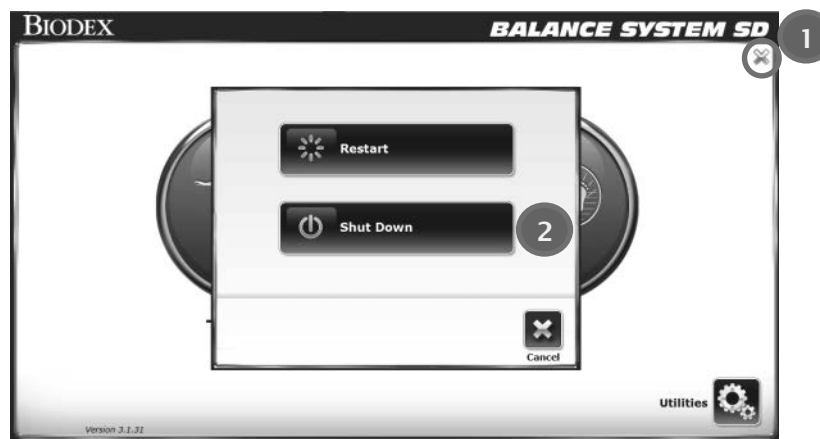 BIODEX
BALANCE SYSTEM SD
1
Restart
Shut Down
2
Cancel
Utilities
Version 3.1.31